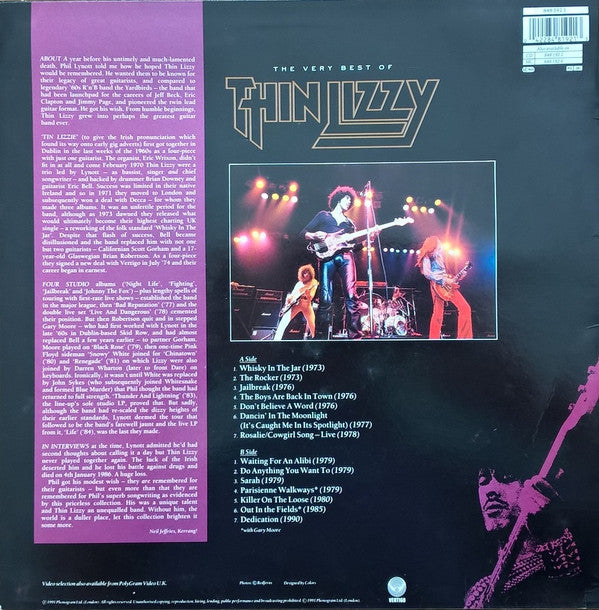 ABOUT A year before his untimely and much-lamented
death, Phil Lynott told me how he hoped Thin Lizzy
would be remembered. He wanted them to be known for
their legacy of great guitarists, and compared to
legendary '60s R'n'B band the Yardbirds – the band that
had been launchpad for the careers of Jeff Beck, Eric
Clapton and Jimmy Page, and pioneered the twin lead
guitar format. He got his wish. From humble beginnings,
Thin Lizzy grew into perhaps the greatest guitar
band ever.
'TIN LIZZIE' (to give the Irish pronunciation which
found its way onto early gig adverts) first got together in
Dublin in the last weeks of the 1960s as a four-piece
with just one guitarist. The organist, Eric Wrixon, didn't
fit in at all and come February 1970 Thin Lizzy were a
trio led by Lynott – as bassist, singer and chief
songwriter – and backed by drummer Brian Downey and
guitarist Eric Bell. Success was limited in their native
Ireland and so in 1971 they moved to London and
subsequently won a deal with Decca – for whom they
made three albums. It was an unfertile period for the
band, although as 1973 dawned they released what
would ultimately become their highest charting UK
single – a reworking of the folk standard 'Whisky In The
Jar'. Despite that flash of success, Bell became
disillusioned and the band replaced him with not one
but two guitarists – Californian Scott Gorham and a 17-
year-old Glaswegian Brian Robertson. As a four-piece
they signed a new deal with Vertigo in July '74 and their
career began in earnest.
FOUR STUDIO albums ('Night Life', 'Fighting',
'Jailbreak' and 'Johnny The Fox') – plus lengthy spells of
touring with first-rate live shows – established the band
in the major league, then 'Bad Reputation' ('77) and the
double live set 'Live And Dangerous' ('78) cemented
their position. But then Robertson quit and in stepped
Gary Moore – who had first worked with Lynott in the
late '60s in Dublin-based Skid Row, and had almost
replaced Bell a few years earlier – to partner Gorham.
Moore played on 'Black Rose' ('79), then one-time Pink
Floyd sideman 'Snowy' White joined for 'Chinatown'
('80) and 'Renegade' ('81) on which Lizzy were also
joined by Darren Wharton (later to front Dare) on
keyboards. Ironically, it wasn't until White was replaced
by John Sykes (who subsequently joined Whitesnake
and formed Blue Murder) that Phil thought the band had
returned to full strength. 'Thunder And Lightning' ('83),
the line-up's sole studio LP, proved that. But sadly,
although the band had re-scaled the dizzy heights of
their earlier standards, Lynott deemed the tour that
followed to be the band's farewell jaunt and the live LP
from it, 'Life' ('84), was the last they made.
IN INTERVIEWS at the time, Lynott admitted he'd had
second thoughts about calling it a day but Thin Lizzy
never played together again. The luck of the Irish
deserted him and he lost his battle against drugs and
died on 4th January 1986. A huge loss.
Phil got his modest wish – they are remembered for
their guitarists – but even more than that they are
remembered for Phil's superb songwriting as evidenced
by this priceless collection. His was a unique talent
and Thin Lizzy an unequalled band. Without him, the
world is a duller place, let this collection brighten it
some more.
Neil Jeffries, Kerrang!
THE VERY BEST OF
THIN LIZZY
848 192 1
Also available on
A Side
1. Whisky In The Jar (1973)
2. The Rocker (1973)
3. Jailbreak (1976)
4. The Boys Are Back In Town (1976)
5. Don't Believe A Word (1976)
6. Dancin' In The Moonlight
(It's Caught Me In Its Spotlight) (1977)
7. Rosalie/Cowgirl Song – Live (1978)
B Side
1. Waiting For An Alibi (1979)
2. Do Anything You Want To (1979)
3. Sarah (1979)
4. Parisienne Walkways* (1979)
5. Killer On The Loose (1980)
6. Out In The Fields* (1985)
7. Dedication (1990)
*with Gary Moore
Video selection also available from PolyGram Video U.K.
Photos: © Redferns
Designed by Colors
VERTIGO
℗ 1991 Phonogram Ltd. (London). Unauthorised copying, reproduction, hiring, lending, public performance and broadcasting prohibited. © 1991 Phonogram Ltd. (London).